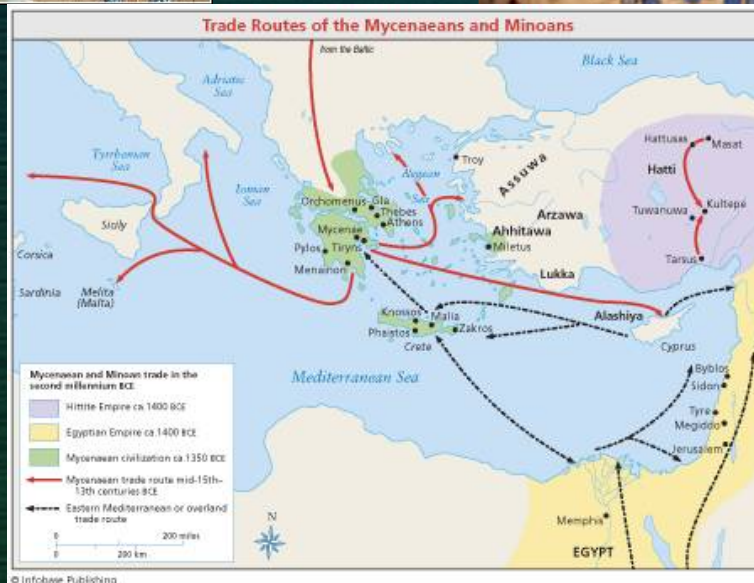 Trade Routes of the Mycenaeans and Minoans
from the Baltic
Black Sea
Adriatic
Sea
Tyrrhenian
Sea
Ionian
Sea
Aegean
Sea
Troy
Assuwa
Hattusas
Masat
Hatti
Kultepe
Tuwanuwa
Tarsus
Orchomenus
Gla
Thebes
Athens
Mycenae
Tiryns
Pylos
Menairion
Arzawa
Ahhitawa
Miletus
Lukka
Sicily
Corsica
Sardinia
Melita
(Malta)
Knossos
Malia
Phaistos
Zakros
Crete
Alashiya
Cyprus
Mediterranean Sea
Byblos
Sidon
Tyre
Megiddo
Jerusalem
Memphis
EGYPT
Mycenaean and Minoan trade in the
second millennium BCE
Hittite Empire ca 1400 BCE
Egyptian Empire ca 1400 BCE
Mycenaean civilization ca 1350 BCE
Mycenaean trade route mid-15th–
13th centuries BCE
Eastern Mediterranean or overland
trade route
0 200 miles
0 200 km
N
© Infobase Publishing